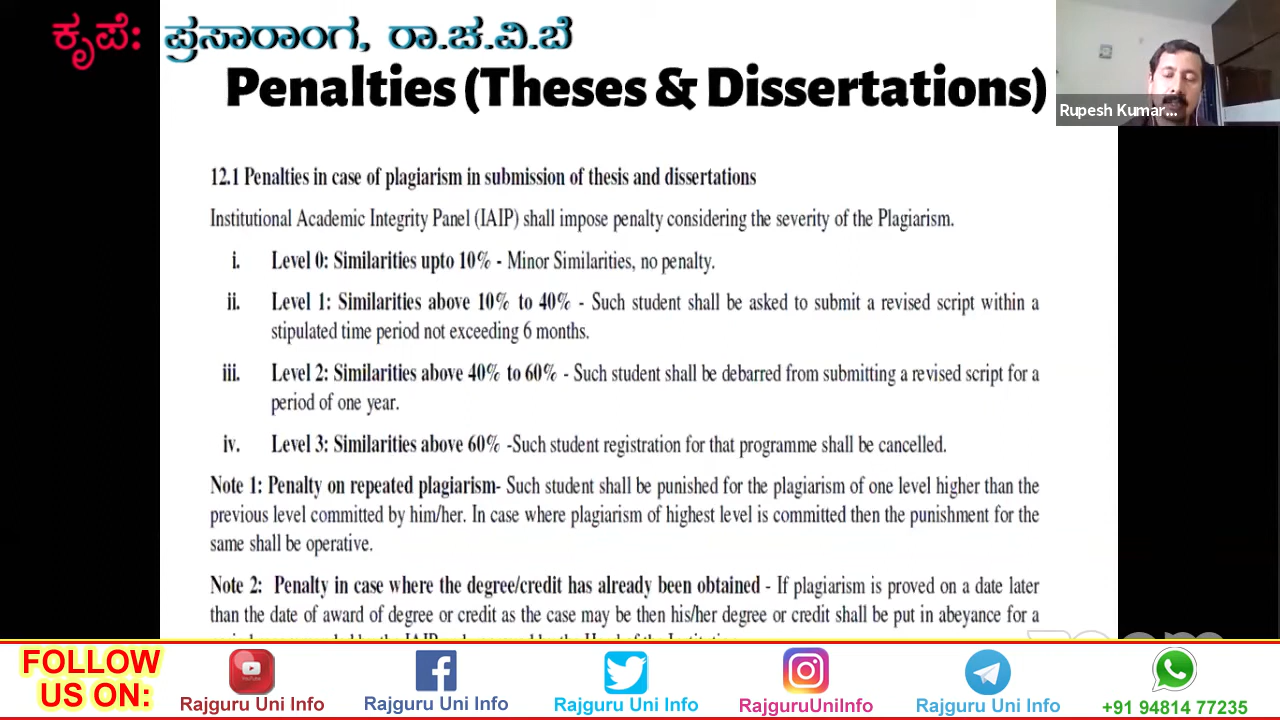 ಕೃಪೆ: ಪ್ರಸಾರಾಂಗ, ರಾ.ಚ.ವಿ.ಬೆ
Penalties (Theses & Dissertations)
Rupesh Kumar...
12.1 Penalties in case of plagiarism in submission of thesis and dissertations
Institutional Academic Integrity Panel (IAIP) shall impose penalty considering the severity of the Plagiarism.
i. Level 0: Similarities upto 10% - Minor Similarities, no penalty.
ii. Level 1: Similarities above 10% to 40% - Such student shall be asked to submit a revised script within a
stipulated time period not exceeding 6 months.
iii. Level 2: Similarities above 40% to 60% - Such student shall be debarred from submitting a revised script for a
period of one year.
iv. Level 3: Similarities above 60% -Such student registration for that programme shall be cancelled.
Note 1: Penalty on repeated plagiarism- Such student shall be punished for the plagiarism of one level higher than the
previous level committed by him/her. In case where plagiarism of highest level is committed then the punishment for the
same shall be operative.
Note 2: Penalty in case where the degree/credit has already been obtained - If plagiarism is proved on a date later
than the date of award of degree or credit as the case may be then his/her degree or credit shall be put in abeyance for a
FOLLOW
US ON:
YouTube
Rajguru Uni Info
Rajguru Uni Info
Rajguru Uni Info
RajguruUniInfo
Rajguru Uni Info
+91 94814 77235